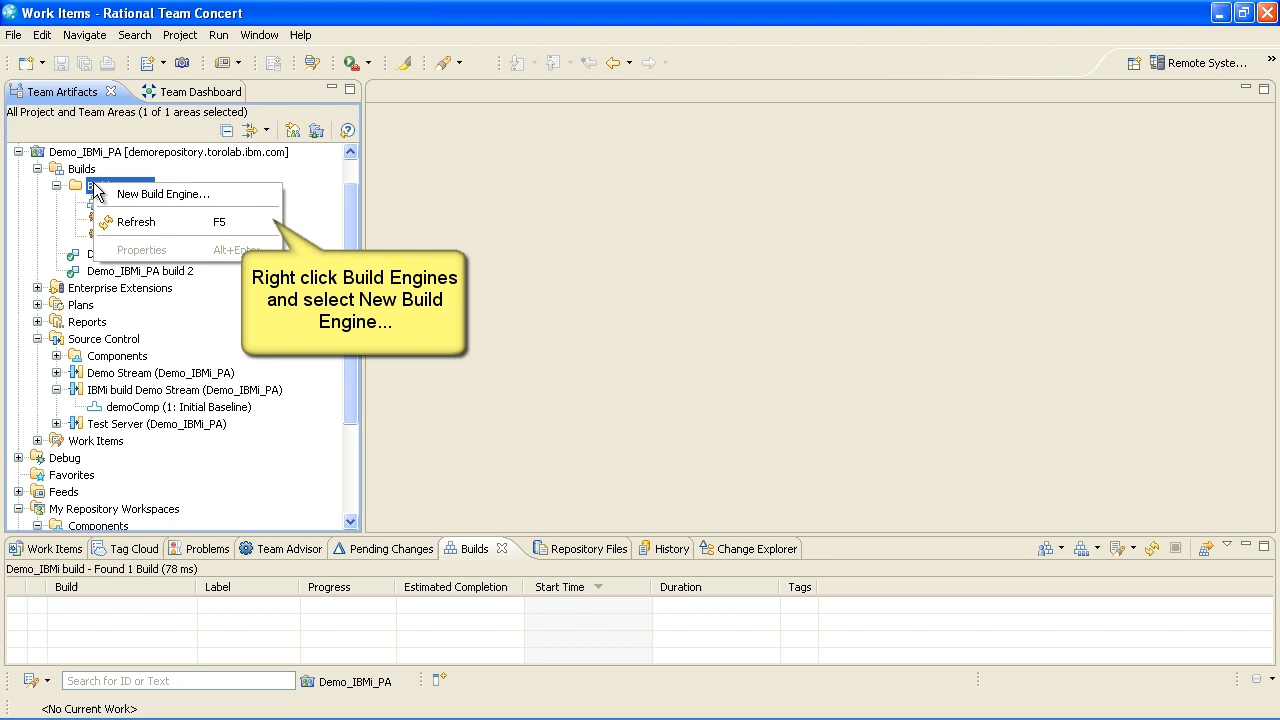 Work Items - Rational Team Concert
File Edit Navigate Search Project Run Window Help
Remote Syste... »
Team Artifacts Team Dashboard
All Project and Team Areas (1 of 1 areas selected)
Demo_IBMi_PA [demorepository.torolab.ibm.com]
Builds
New Build Engine...
Refresh F5
Properties Alt+Enter
Demo_IBMi_PA build 2
Right click Build Engines
and select New Build
Engine...
Enterprise Extensions
Plans
Reports
Source Control
Components
Demo Stream (Demo_IBMi_PA)
IBMi build Demo Stream (Demo_IBMi_PA)
demoComp (1: Initial Baseline)
Test Server (Demo_IBMi_PA)
Work Items
Debug
Favorites
Feeds
My Repository Workspaces
Components
Work Items Tag Cloud Problems Team Advisor Pending Changes Builds Repository Files History Change Explorer
Demo_IBMi build - Found 1 Build (78 ms)
Build Label Progress Estimated Completion Start Time Duration Tags
Search for ID or Text Demo_IBMi_PA
<No Current Work>